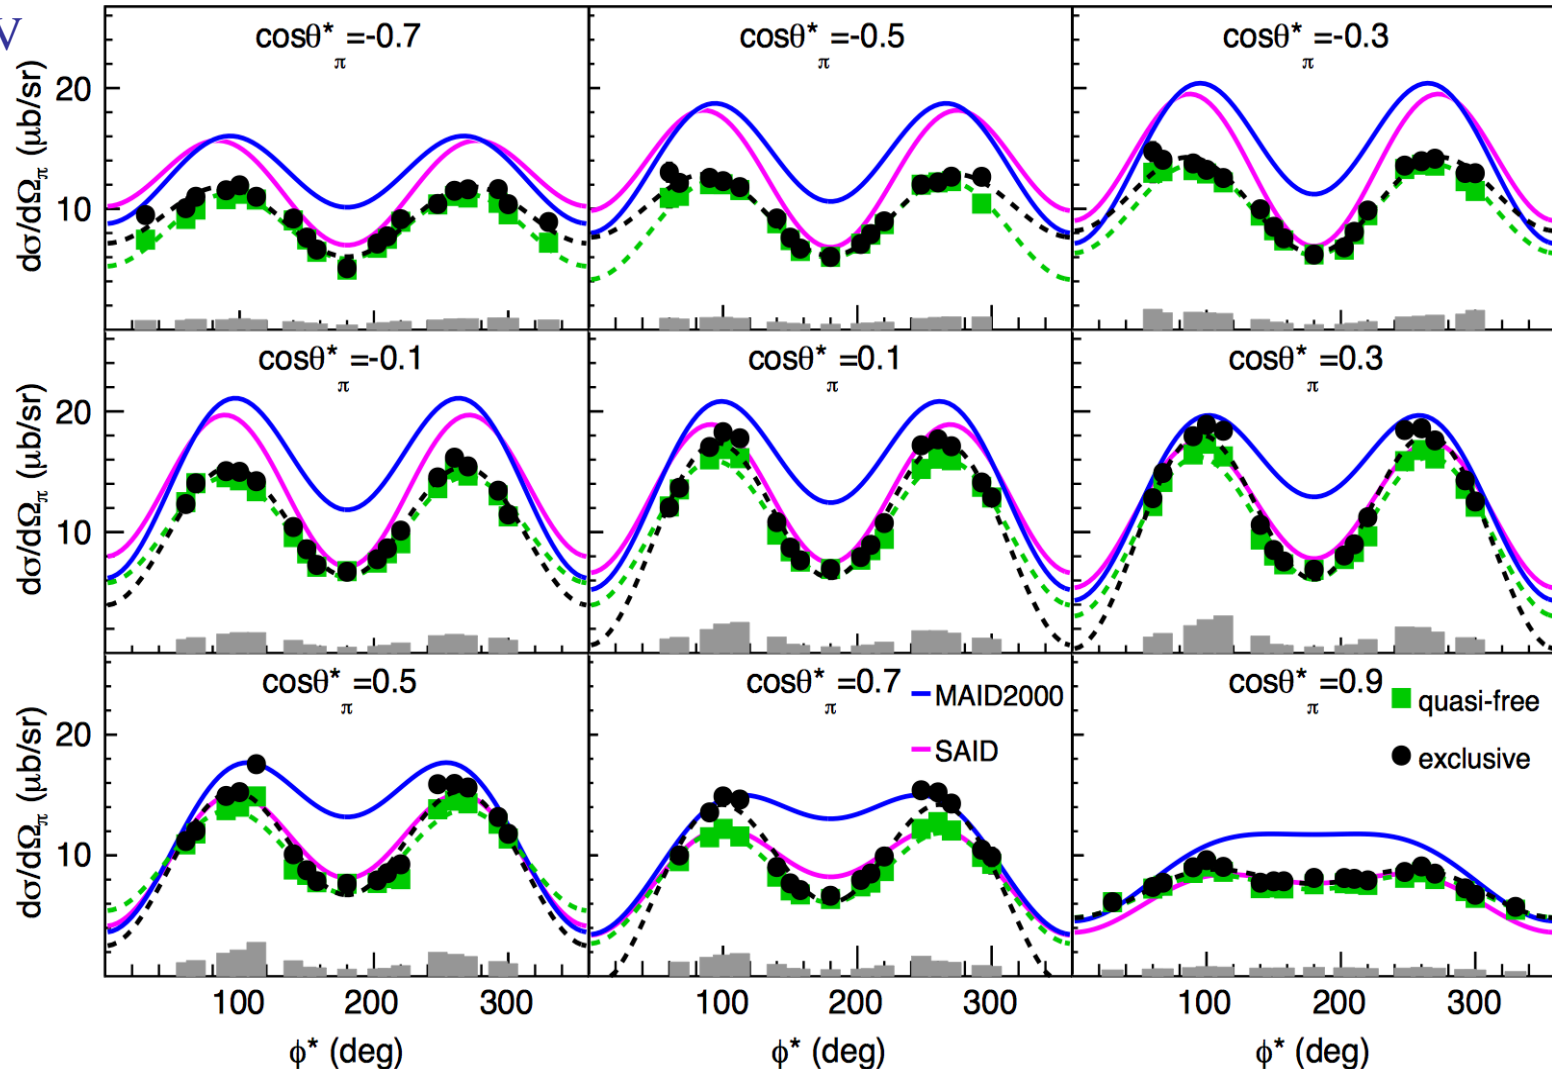 V
cosθ*π =-0.7
cosθ*π =-0.5
cosθ*π =-0.3
dσ/dΩπ (μb/sr)
20
10
cosθ*π =-0.1
cosθ*π =0.1
cosθ*π =0.3
dσ/dΩπ (μb/sr)
20
10
cosθ*π =0.5
cosθ*π =0.7
cosθ*π =0.9
MAID2000
SAID
quasi-free
exclusive
dσ/dΩπ (μb/sr)
20
10
100 200 300
100 200 300
100 200 300
ϕ* (deg)
ϕ* (deg)
ϕ* (deg)